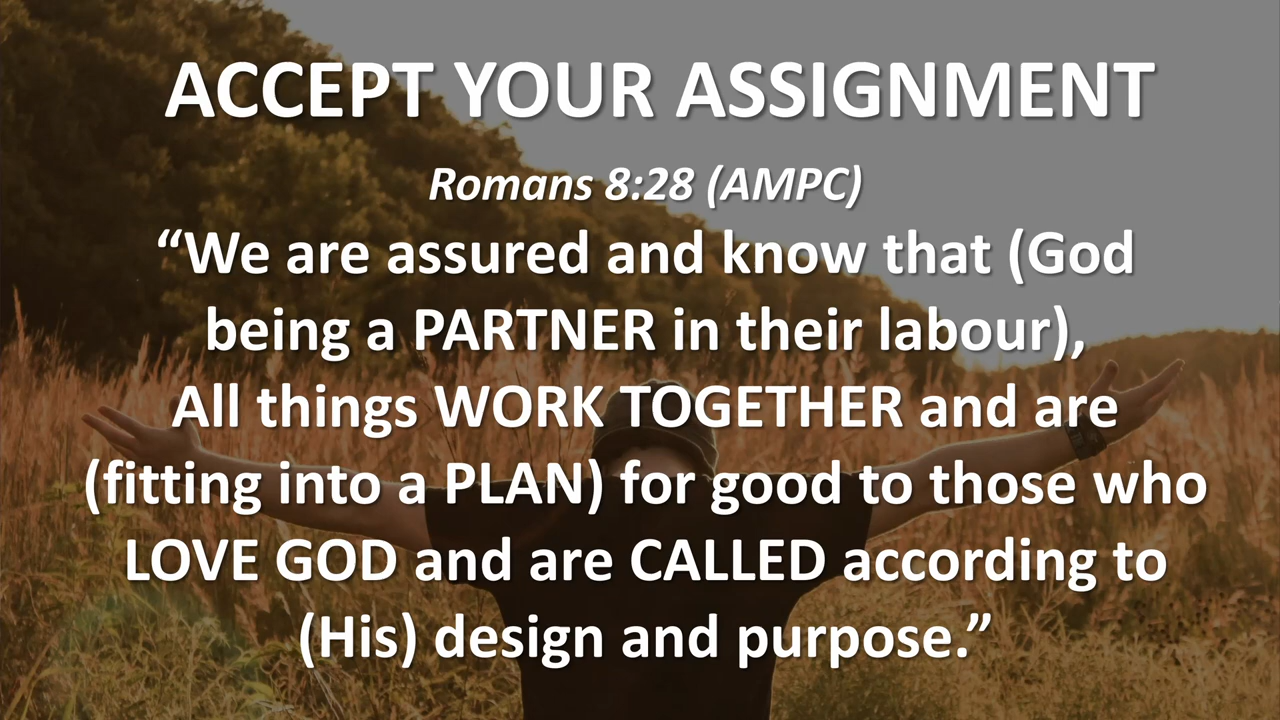 ACCEPT YOUR ASSIGNMENT
Romans 8:28 (AMPC)
“We are assured and know that (God
being a PARTNER in their labour),
All things WORK TOGETHER and are
(fitting into a PLAN) for good to those who
LOVE GOD and are CALLED according to
(His) design and purpose.”